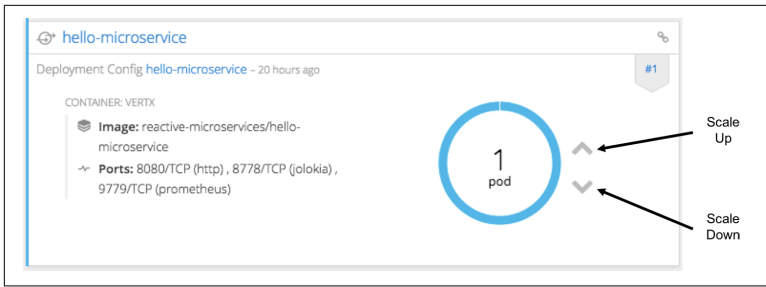 hello-microservice
Deployment Config hello-microservice – 20 hours ago
#1
CONTAINER: VERTX
Image: reactive-microservices/hello-
microservice
Ports: 8080/TCP (http) , 8778/TCP (jolokia) ,
9779/TCP (prometheus)
1
pod
Scale
Up
Scale
Down